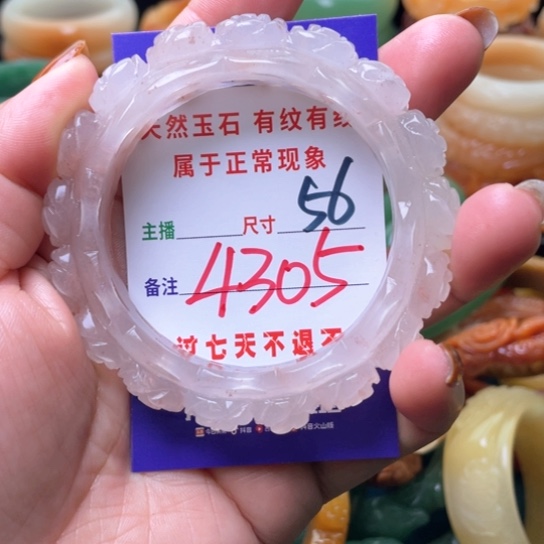 天然玉石 有纹有
属于正常现象
主播 尺寸 56
备注 4305
过七天不退